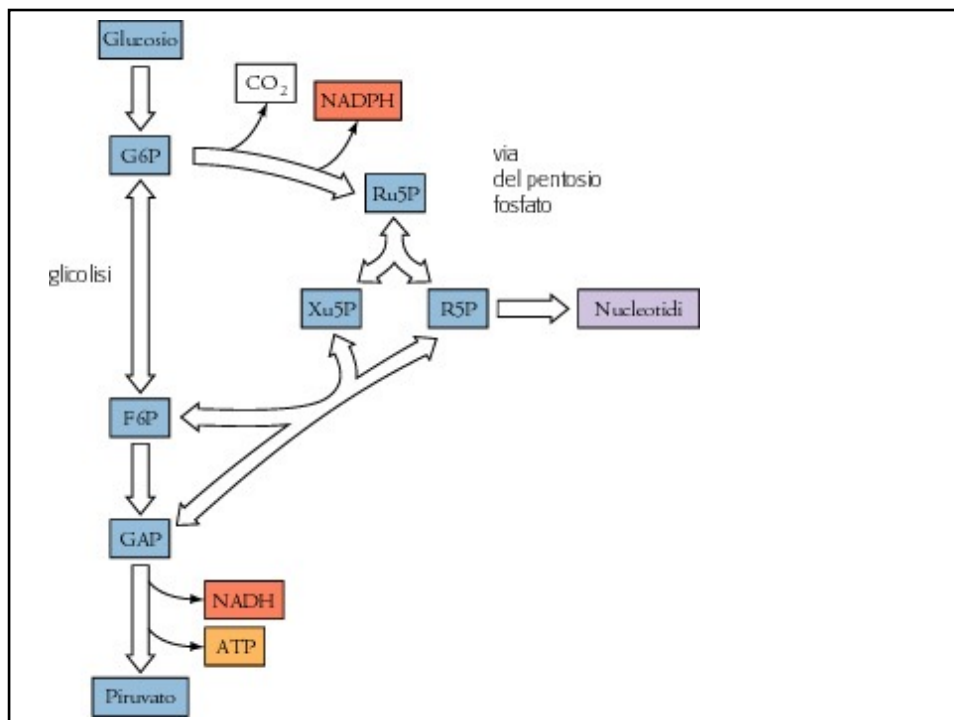 Glucosio
CO2
NADPH
G6P
via
del pentosio
fosfato
Ru5P
glicolisi
Xu5P
R5P
Nucleotidi
F6P
GAP
NADH
ATP
Piruvato